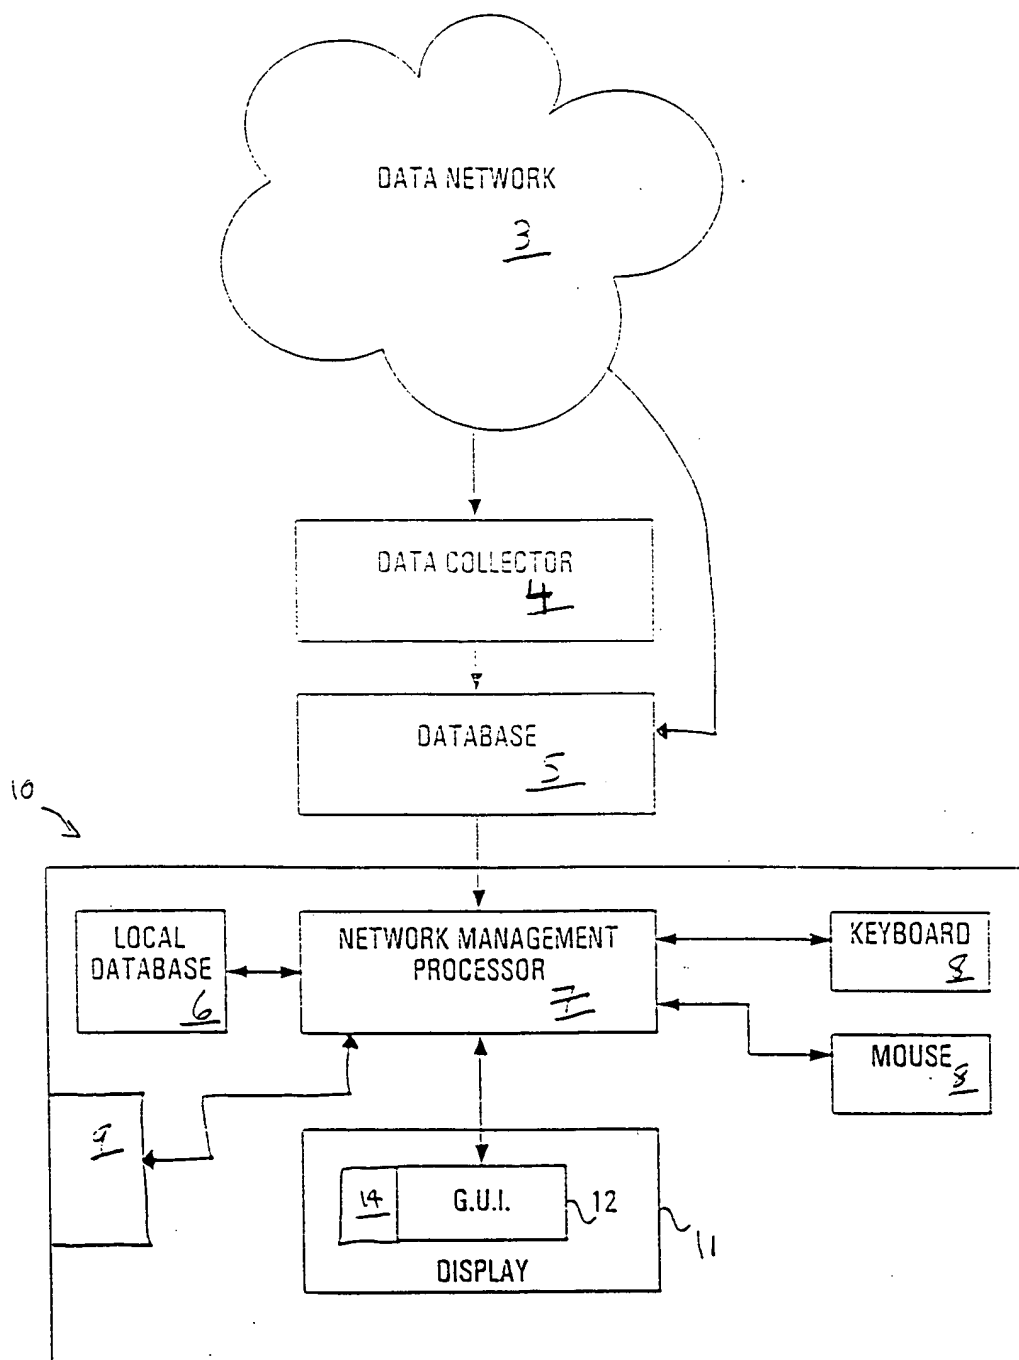 DATA NETWORK
3
DATA COLLECTOR
4
DATABASE
5
10
LOCAL
DATABASE
6
NETWORK MANAGEMENT
PROCESSOR
7
KEYBOARD
8
MOUSE
8
9
14
G.U.I.
12
11
DISPLAY